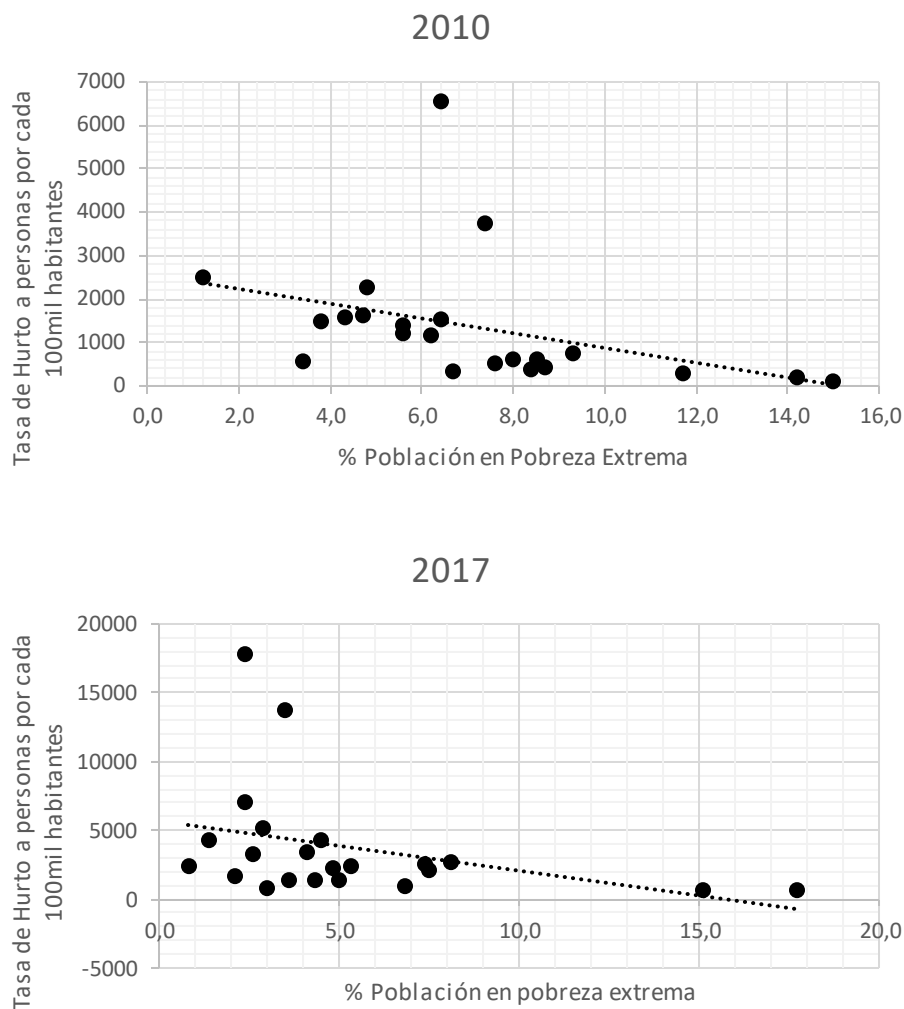 2010
Tasa de Hurto a personas por cada
100mil habitantes
7000
6000
5000
4000
3000
2000
1000
0
0,0 2,0 4,0 6,0 8,0 10,0 12,0 14,0 16,0
% Población en Pobreza Extrema
2017
Tasa de Hurto a personas por cada
100mil habitantes
20000
15000
10000
5000
0
-5000
0,0 5,0 10,0 15,0 20,0
% Población en pobreza extrema